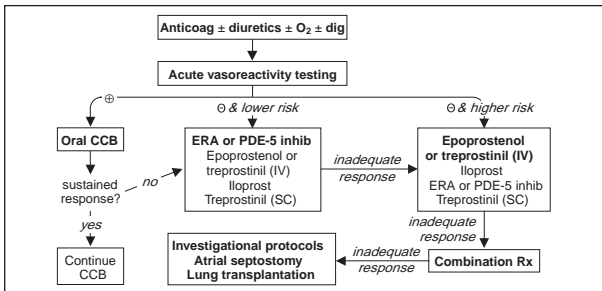 Anticoag ± diuretics ± O₂ ± dig
Acute vasoreactivity testing
⊕
Θ & lower risk
Θ & higher risk
Oral CCB
sustained
response?
no
yes
Continue
CCB
ERA or PDE-5 inhib
Epoprostenol or
treprostinil (IV)
Iloprost
Treprostinil (SC)
inadequate
response
Epoprostenol
or treprostinil (IV)
Iloprost
ERA or PDE-5 inhib
Treprostinil (SC)
inadequate
response
Combination Rx
inadequate
response
Investigational protocols
Atrial septostomy
Lung transplantation